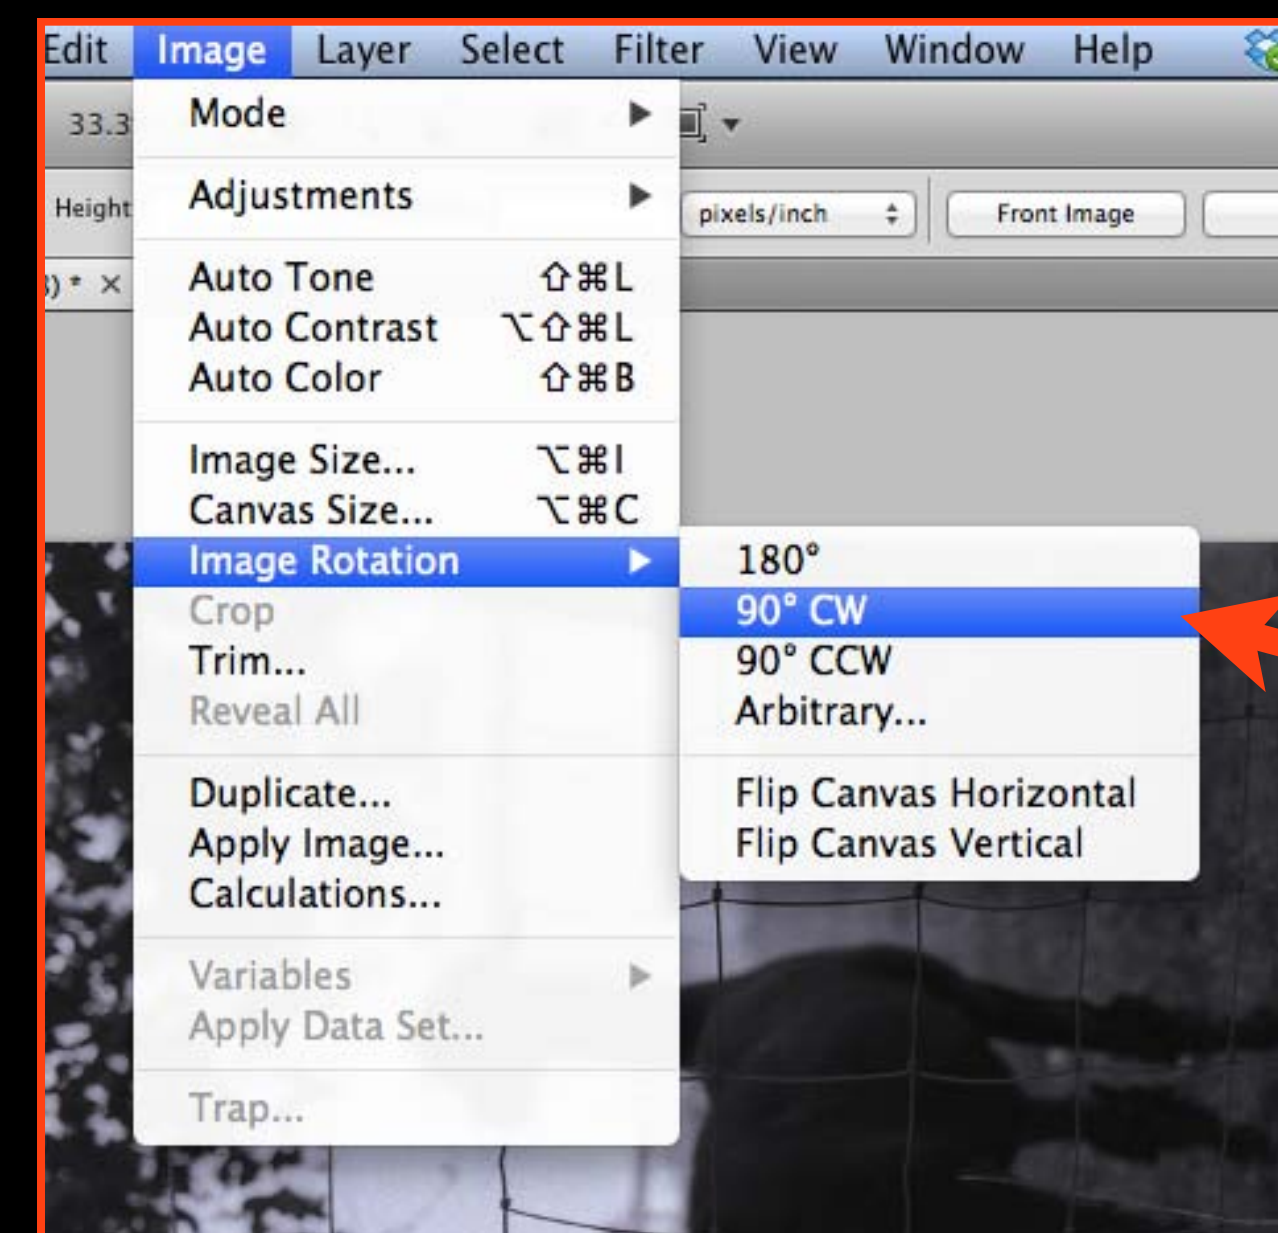 Edit Image Layer Select Filter View Window Help
33.3
Height
pixels/inch
Front Image
) * ×
Mode ▶
Adjustments ▶
Auto Tone ⇧⌘L
Auto Contrast ⌥⇧⌘L
Auto Color ⇧⌘B
Image Size... ⌥⌘I
Canvas Size... ⌥⌘C
Image Rotation ▶
Crop
Trim...
Reveal All
Duplicate...
Apply Image...
Calculations...
Variables ▶
Apply Data Set...
Trap...
180°
90° CW
90° CCW
Arbitrary...
Flip Canvas Horizontal
Flip Canvas Vertical